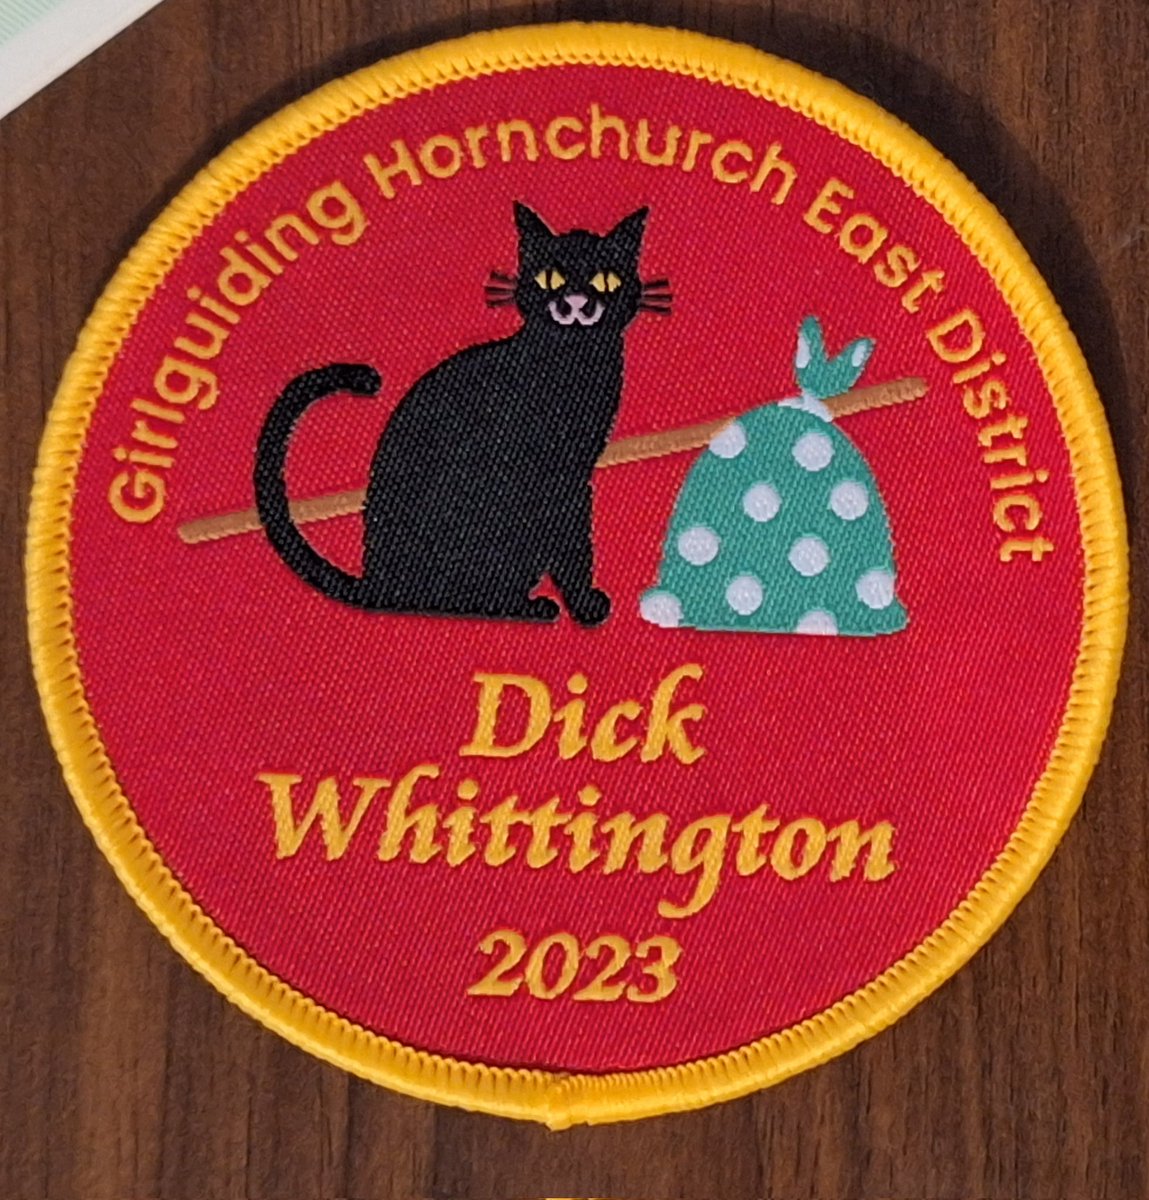 Girlguiding Hornchurch East District
Dick
Whittington
2023